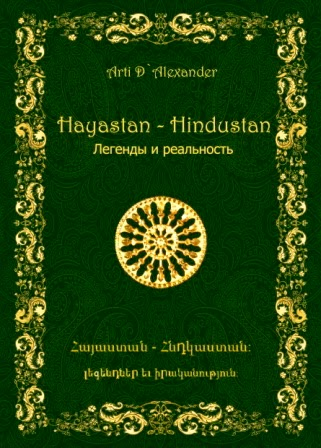 Arti D`Alexander
Hayastan - Hindustan
Легенды и реальность
Հայաստան - Հնդկաստան:
լեգենդներ եւ իրականություն.